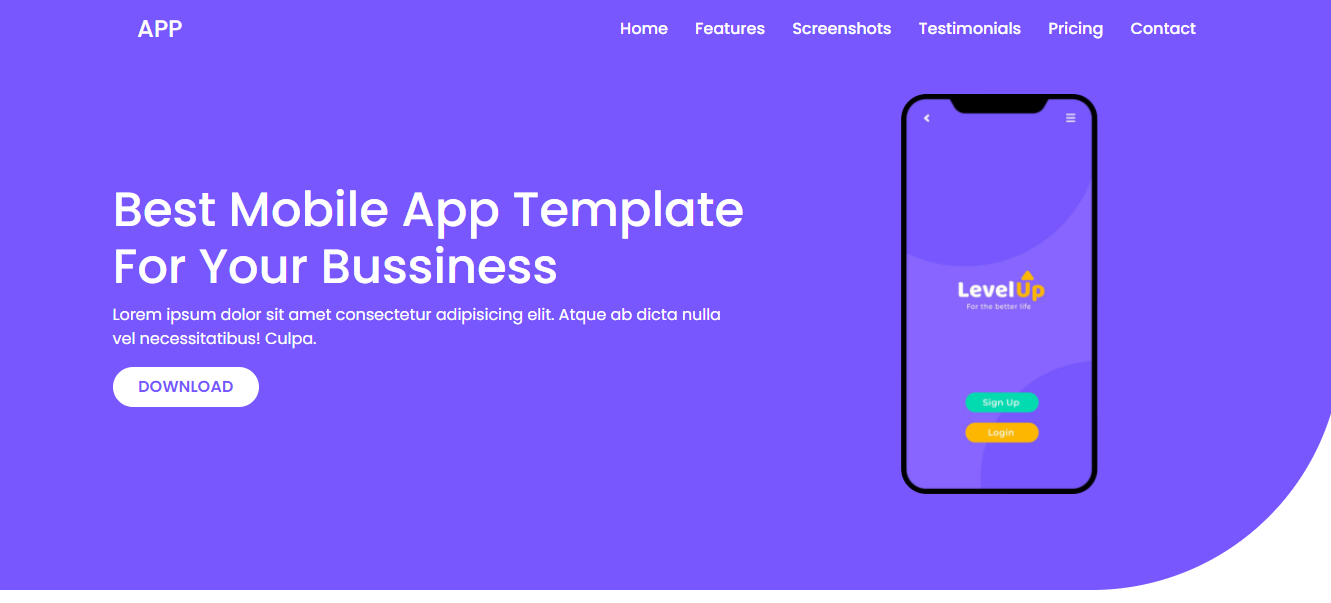 APP
Home Features Screenshots Testimonials Pricing Contact
Best Mobile App Template
For Your Bussiness
Lorem ipsum dolor sit amet consectetur adipisicing elit. Atque ab dicta nulla
vel necessitatibus! Culpa.
DOWNLOAD
LevelUp
For the better life
Sign Up
Login